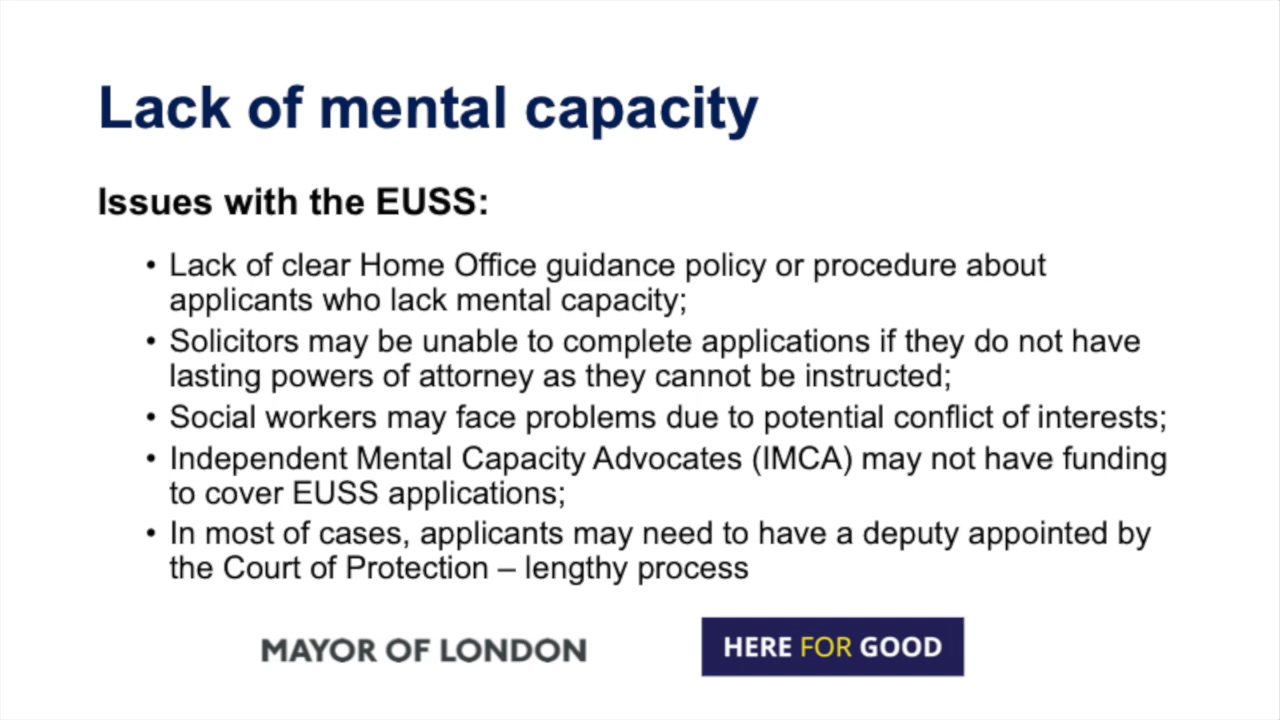 Lack of mental capacity
Issues with the EUSS:
• Lack of clear Home Office guidance policy or procedure about
applicants who lack mental capacity;
• Solicitors may be unable to complete applications if they do not have
lasting powers of attorney as they cannot be instructed;
• Social workers may face problems due to potential conflict of interests;
• Independent Mental Capacity Advocates (IMCA) may not have funding
to cover EUSS applications;
• In most of cases, applicants may need to have a deputy appointed by
the Court of Protection – lengthy process
MAYOR OF LONDON
HERE FOR GOOD